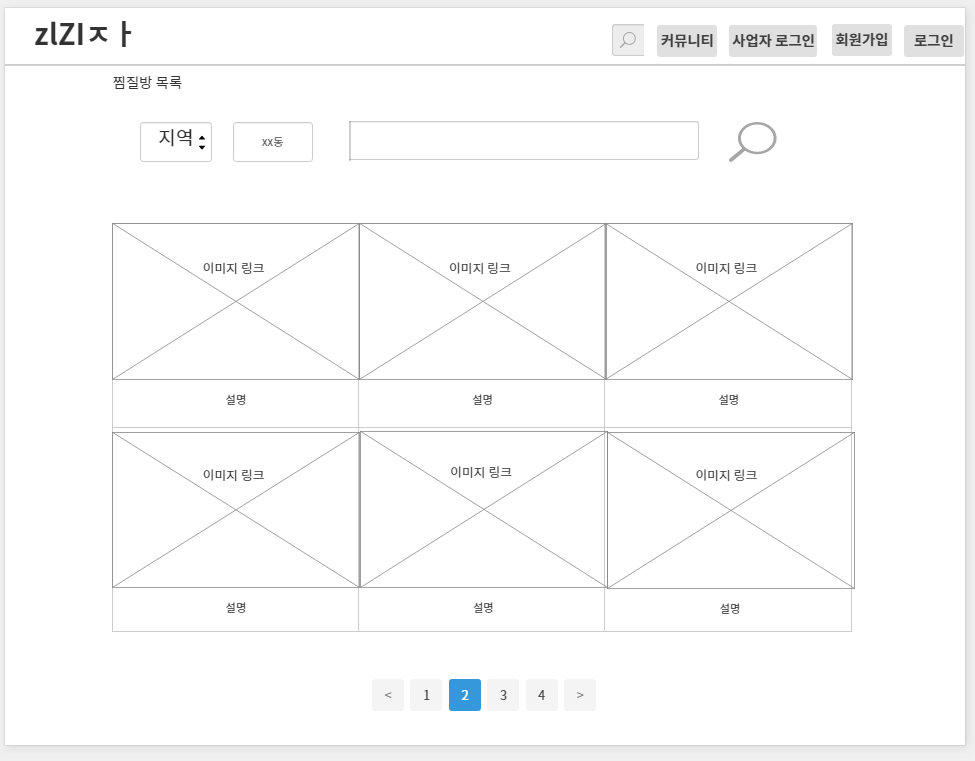 zlZIㅈㅏ
커뮤니티 사업자 로그인 회원가입 로그인
찜질방 목록
지역 xx동
이미지 링크 이미지 링크 이미지 링크
설명 설명 설명
이미지 링크 이미지 링크 이미지 링크
설명 설명 설명
< 1 2 3 4 >